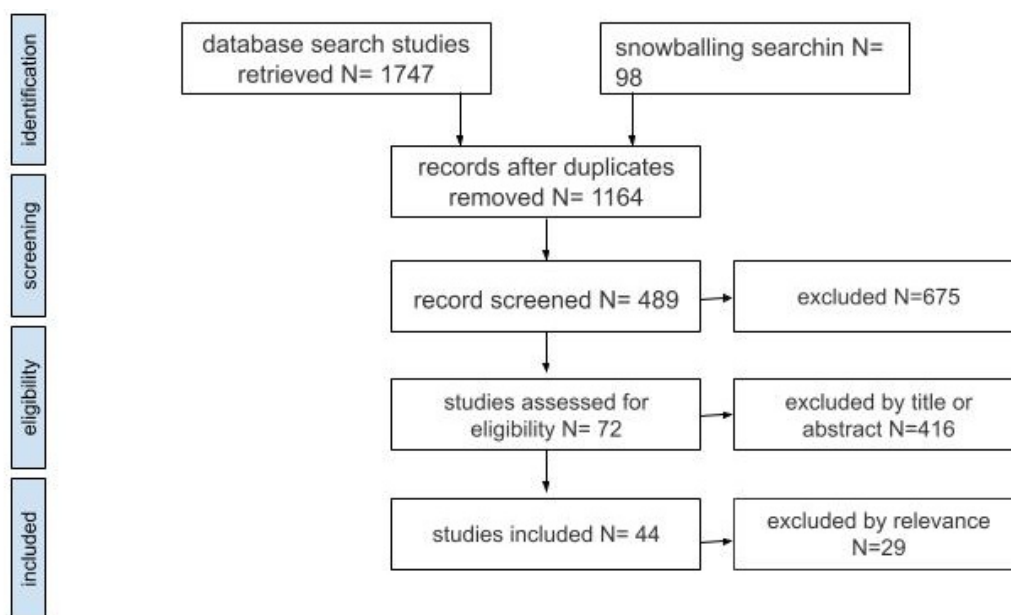 identification
database search studies
retrieved N= 1747
snowballing searchin N=
98
records after duplicates
removed N= 1164
screening
record screened N= 489
excluded N=675
eligibility
studies assessed for
eligibility N= 72
excluded by title or
abstract N=416
included
studies included N= 44
excluded by relevance
N=29